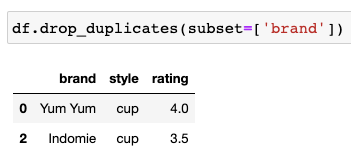 df.drop_duplicates(subset=['brand'])
brand style rating
0 Yum Yum cup 4.0
2 Indomie cup 3.5